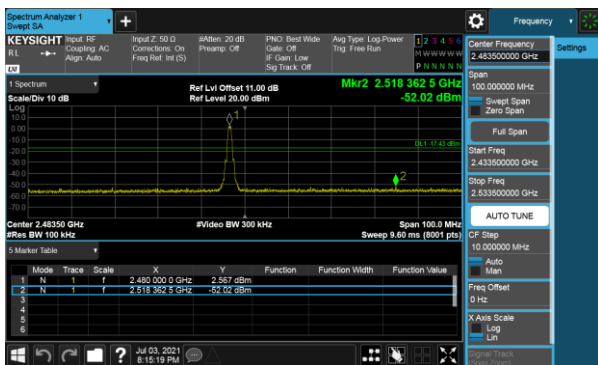 Spectrum Analyzer 1
Swept SA
Frequency
KEYSIGHT Input: RF Input Z: 50 Ω #Atten: 20 dB PNO: Best Wide Avg Type: Log-Power 1 2 3 4 5 6
RL Coupling: AC Corrections: On Preamp: Off Gate: Off Trig: Free Run M W W W W W
Align: Auto Freq Ref: Int (S) IF Gain: Low
Sig Track: Off P N N N N N
LXI
1 Spectrum
Ref Lvl Offset 11.00 dB Mkr2 2.518 362 5 GHz
Scale/Div 10 dB Ref Level 20.00 dBm -52.02 dBm
Log
10.0
0.00
-10.0
-20.0
-30.0
-40.0
-50.0
-60.0
-70.0
1
DL1 -17.43 dBm
2
Center 2.48350 GHz #Video BW 300 kHz Span 100.0 MHz
#Res BW 100 kHz Sweep 9.60 ms (8001 pts)
5 Marker Table
Mode Trace Scale X Y Function Function Width Function Value
1 N 1 f 2.480 000 0 GHz 2.567 dBm
2 N 1 f 2.518 362 5 GHz -52.02 dBm
3
4
5
6
Jul 03, 2021
8:15:19 PM
Center Frequency
2.483500000 GHz
Settings
Span
100.000000 MHz
Swept Span
Zero Span
Full Span
Start Freq
2.433500000 GHz
Stop Freq
2.533500000 GHz
AUTO TUNE
CF Step
10.000000 MHz
Auto
Man
Freq Offset
0 Hz
X Axis Scale
Log
Lin
Signal Track
(Span Zoom)